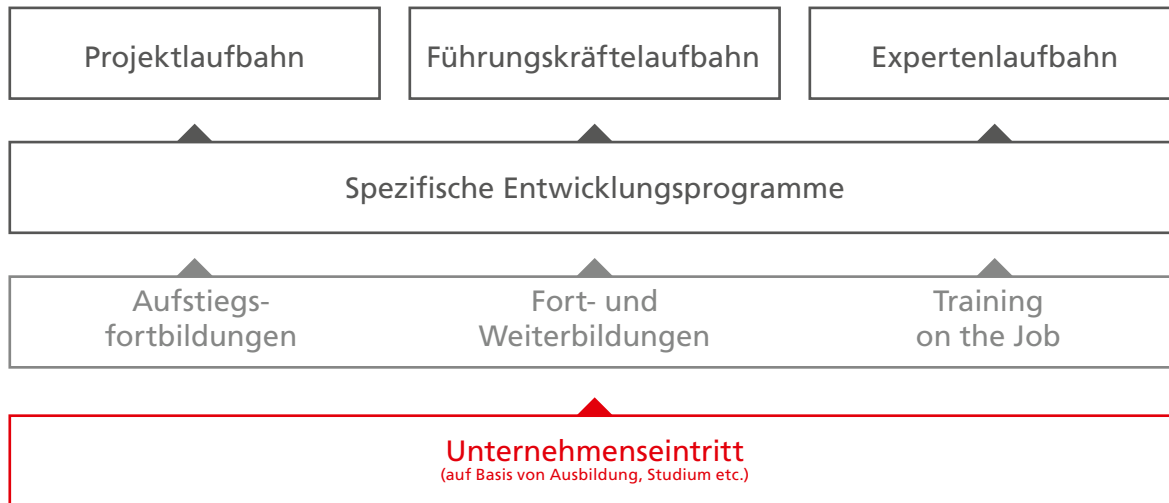 Projektlaufbahn
Führungskräftelaufbahn
Expertenlaufbahn
Spezifische Entwicklungsprogramme
Aufstiegs-
fortbildungen
Fort- und
Weiterbildungen
Training
on the Job
Unternehmenseintritt
(auf Basis von Ausbildung, Studium etc.)